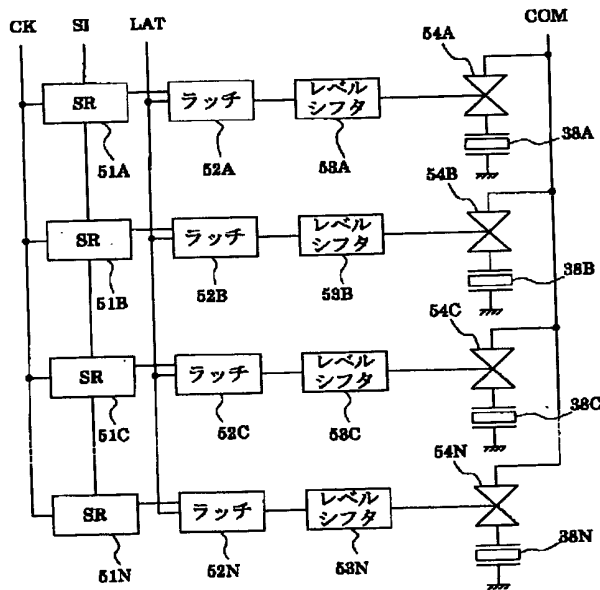 CK SI LAT COM
54A
SR ラッチ レベル
シフタ
51A 52A 53A 38A
54B
SR ラッチ レベル
シフタ
51B 52B 53B 38B
54C
SR ラッチ レベル
シフタ
51C 52C 53C 38C
54N
SR ラッチ レベル
シフタ
51N 52N 53N 38N